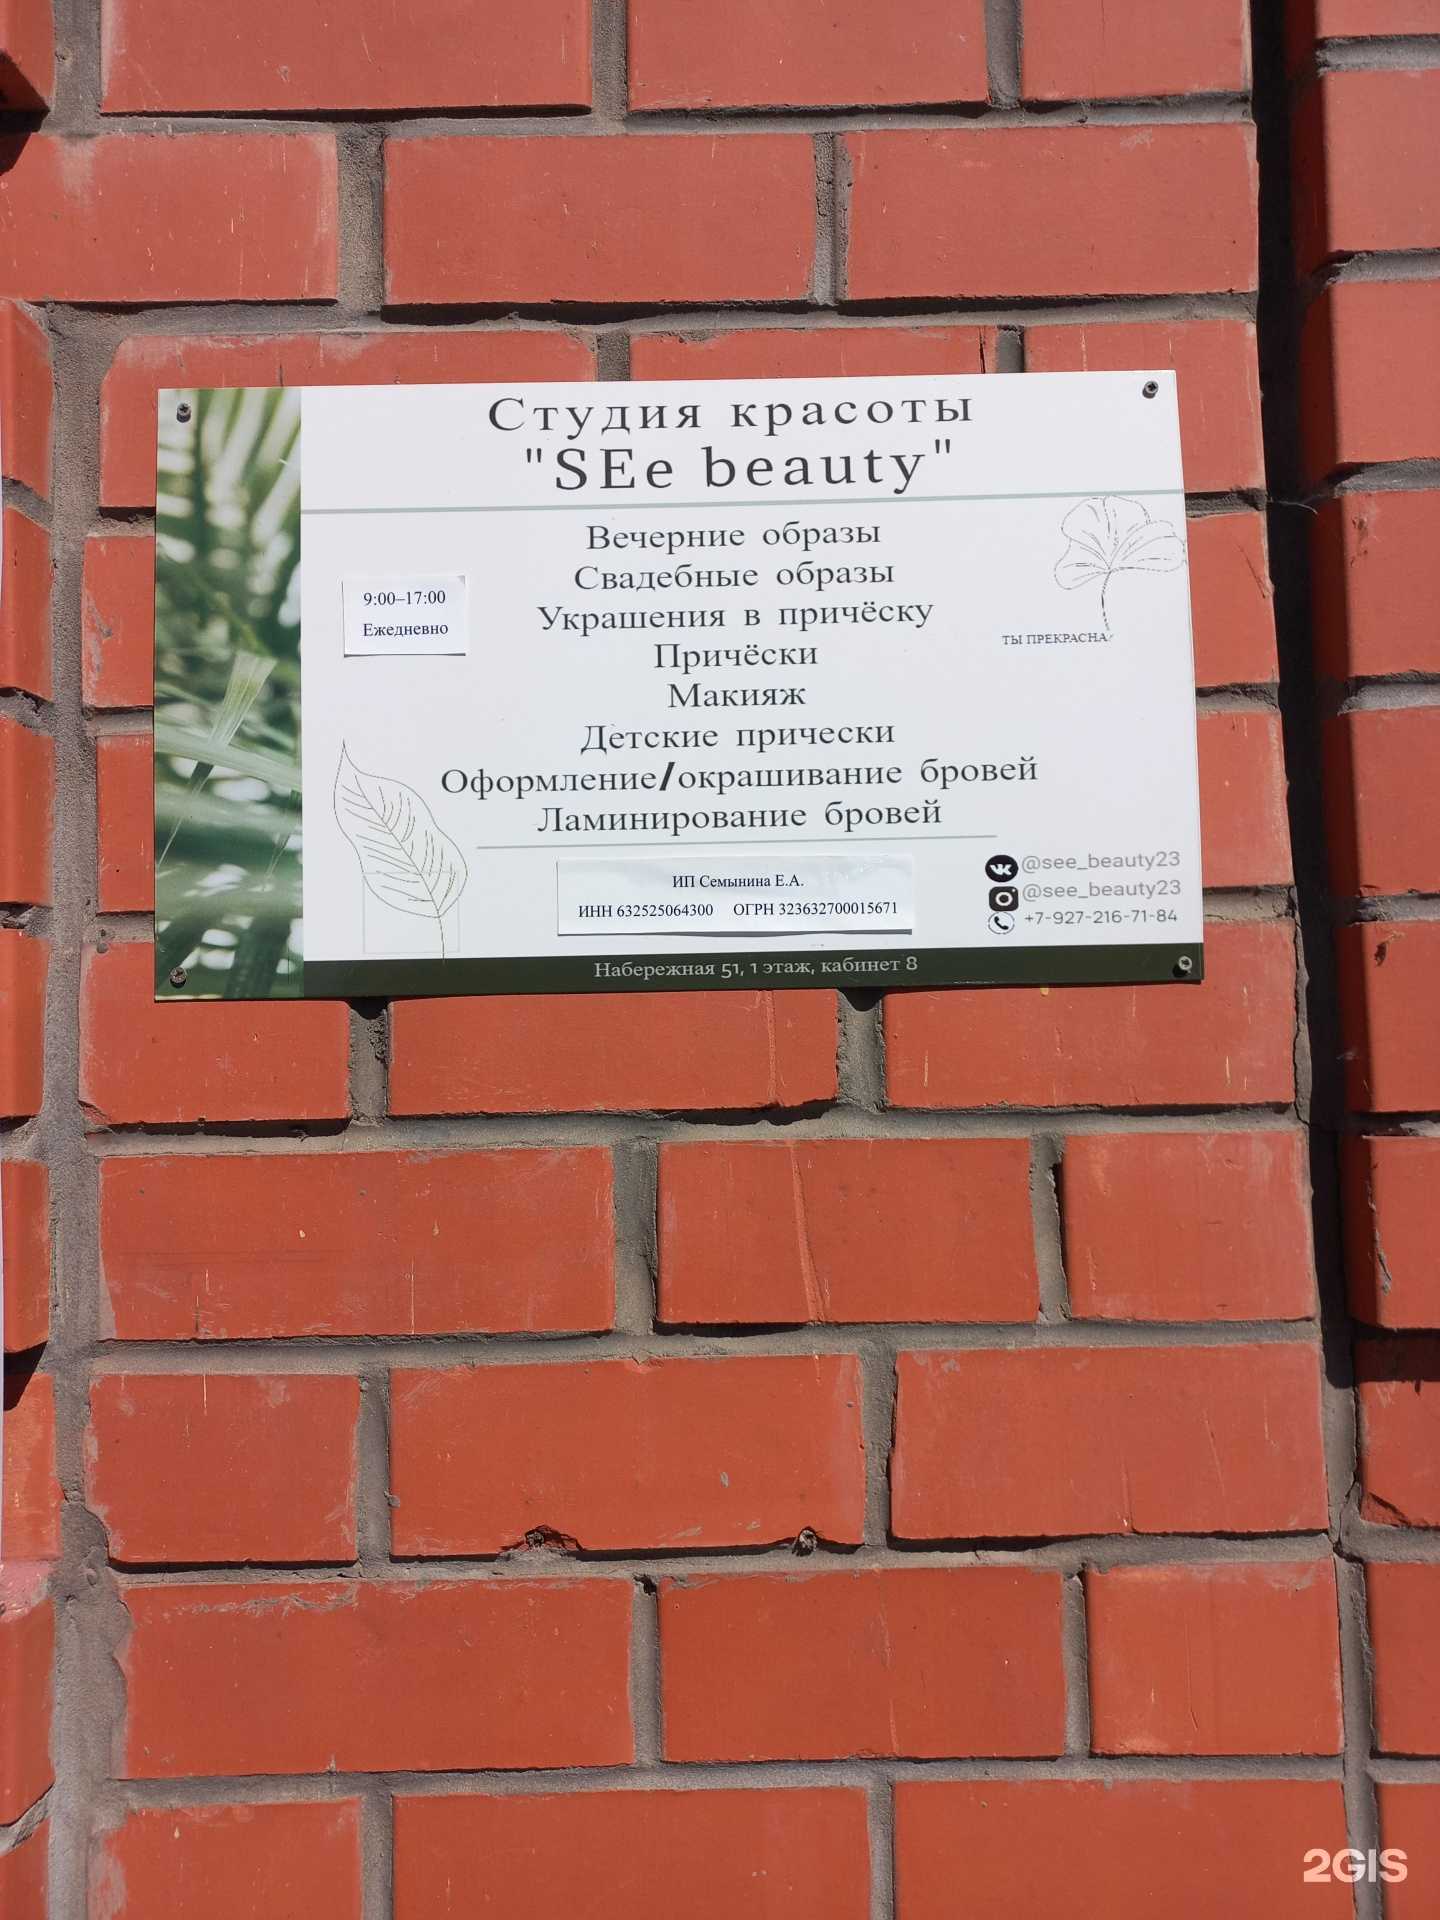 Студия красоты
"SEe beauty"
Вечерние образы
Свадебные образы
Украшения в причёску
Причёски
Макияж
Детские прически
Оформление/окрашивание бровей
Ламинирование бровей
9:00–17:00
Ежедневно
ТЫ ПРЕКРАСНА
ИП Семынина Е.А.
ИНН 632525064300 ОГРН 323632700015671
@see_beauty23
@see_beauty23
+7-927-216-71-84
Набережная 51, 1 этаж, кабинет 8
2GIS